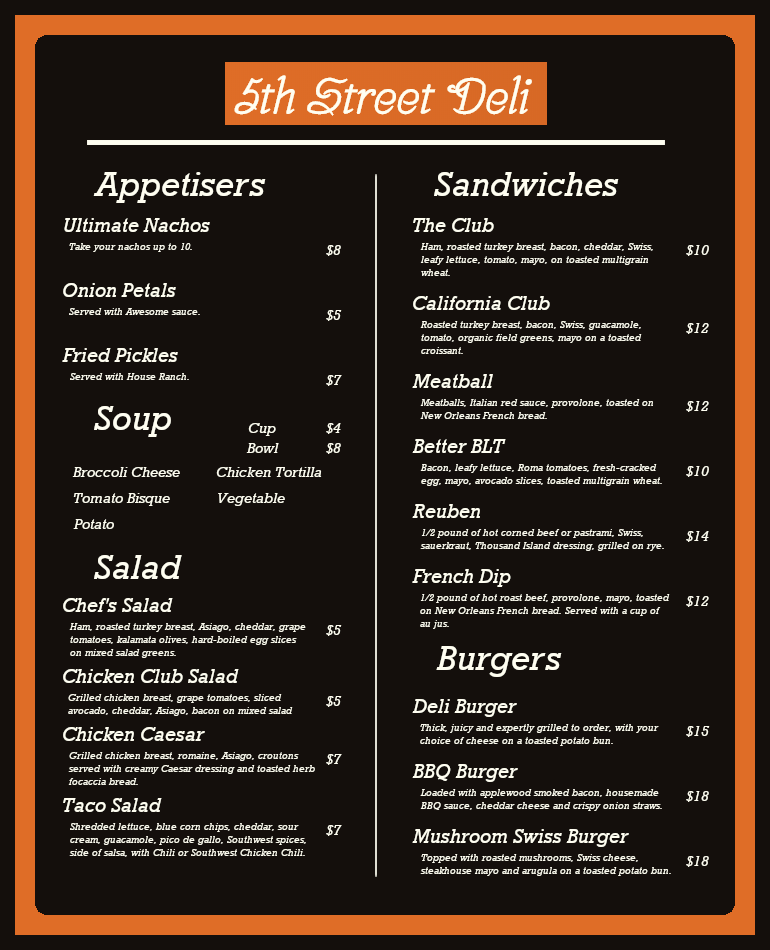 5th Street Deli
Appetisers
Ultimate Nachos
Take your nachos up to 10.
$8
Onion Petals
Served with Awesome sauce.
$5
Fried Pickles
Served with House Ranch.
$7
Soup
Cup $4
Bowl $8
Broccoli Cheese Chicken Tortilla
Tomato Bisque Vegetable
Potato
Salad
Chef's Salad
Ham, roasted turkey breast, Asiago, cheddar, grape
tomatoes, kalamata olives, hard-boiled egg slices
on mixed salad greens.
$5
Chicken Club Salad
Grilled chicken breast, grape tomatoes, sliced
avocado, cheddar, Asiago, bacon on mixed salad
$5
Chicken Caesar
Grilled chicken breast, romaine, Asiago, croutons
served with creamy Caesar dressing and toasted herb
focaccia bread.
$7
Taco Salad
Shredded lettuce, blue corn chips, cheddar, sour
cream, guacamole, pico de gallo, Southwest spices,
side of salsa, with Chili or Southwest Chicken Chili.
$7
Sandwiches
The Club
Ham, roasted turkey breast, bacon, cheddar, Swiss,
leafy lettuce, tomato, mayo, on toasted multigrain
wheat.
$10
California Club
Roasted turkey breast, bacon, Swiss, guacamole,
tomato, organic field greens, mayo on a toasted
croissant.
$12
Meatball
Meatballs, Italian red sauce, provolone, toasted on
New Orleans French bread.
$12
Better BLT
Bacon, leafy lettuce, Roma tomatoes, fresh-cracked
egg, mayo, avocado slices, toasted multigrain wheat.
$10
Reuben
1/2 pound of hot corned beef or pastrami, Swiss,
sauerkraut, Thousand Island dressing, grilled on rye.
$14
French Dip
1/2 pound of hot roast beef, provolone, mayo, toasted
on New Orleans French bread. Served with a cup of
au jus.
$12
Burgers
Deli Burger
Thick, juicy and expertly grilled to order, with your
choice of cheese on a toasted potato bun.
$15
BBQ Burger
Loaded with applewood smoked bacon, housemade
BBQ sauce, cheddar cheese and crispy onion straws.
$18
Mushroom Swiss Burger
Topped with roasted mushrooms, Swiss cheese,
steakhouse mayo and arugula on a toasted potato bun.
$18